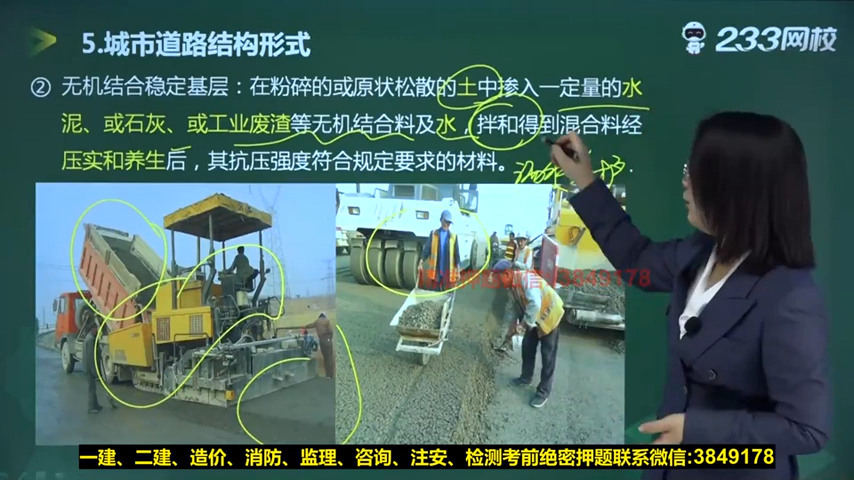 5.城市道路结构形式
233网校
② 无机结合稳定基层：在粉碎的或原状松散的土中掺入一定量的水
泥、或石灰、或工业废渣等无机结合料及水，拌和得到混合料经
压实和养生后，其抗压强度符合规定要求的材料。
3849178
一建、二建、造价、消防、监理、咨询、注安、检测考前绝密押题联系微信:3849178